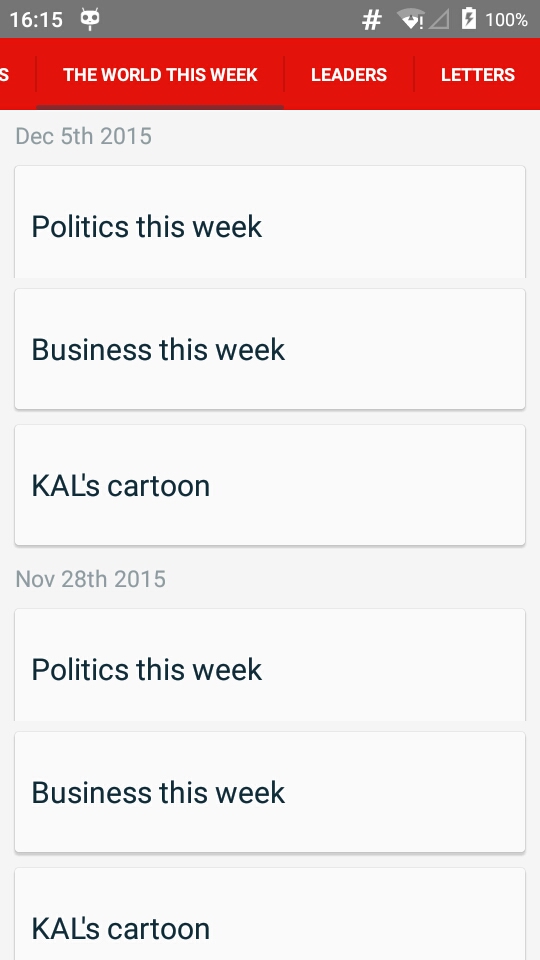 16:15 # 100%
S THE WORLD THIS WEEK LEADERS LETTERS
Dec 5th 2015
Politics this week
Business this week
KAL's cartoon
Nov 28th 2015
Politics this week
Business this week
KAL's cartoon